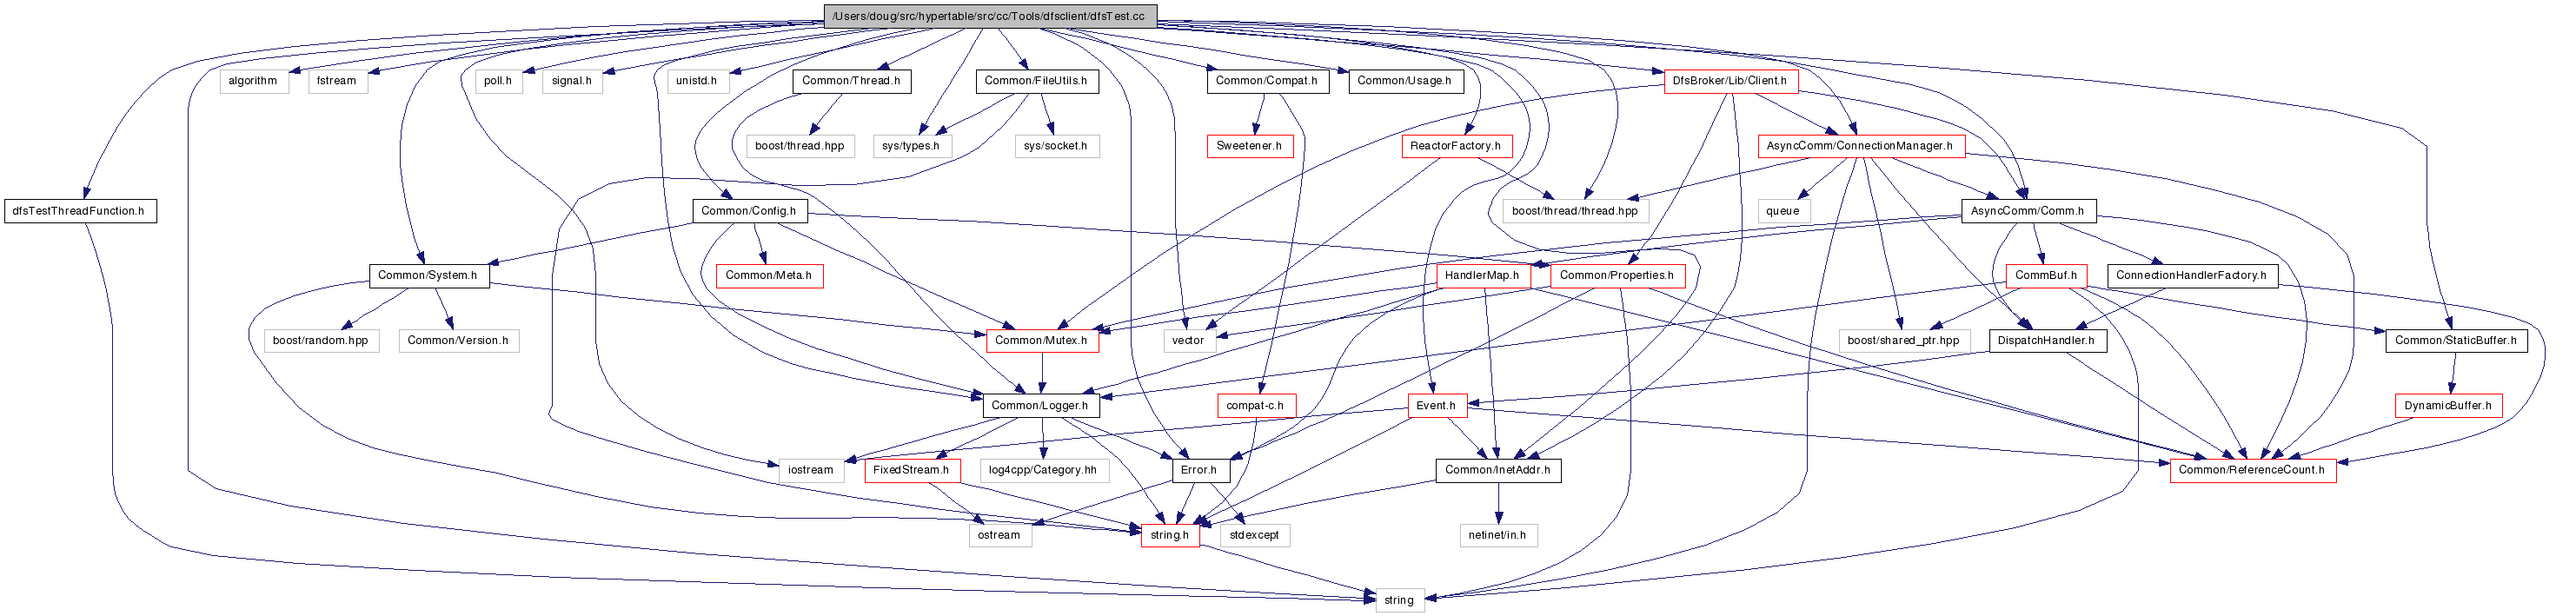 /Users/doug/src/hypertable/src/cc/Tools/dfsclient/dfsTest.cc
algorithm
fstream
poll.h
signal.h
unistd.h
Common/Thread.h
Common/FileUtils.h
Common/Compat.h
Common/Usage.h
DfsBroker/Lib/Client.h
boost/thread.hpp
sys/types.h
sys/socket.h
Sweetener.h
ReactorFactory.h
AsyncComm/ConnectionManager.h
dfsTestThreadFunction.h
Common/Config.h
boost/thread/thread.hpp
queue
AsyncComm/Comm.h
Common/System.h
Common/Meta.h
HandlerMap.h
Common/Properties.h
CommBuf.h
ConnectionHandlerFactory.h
boost/random.hpp
Common/Version.h
Common/Mutex.h
vector
boost/shared_ptr.hpp
DispatchHandler.h
Common/StaticBuffer.h
Common/Logger.h
compat-c.h
Event.h
DynamicBuffer.h
iostream
FixedStream.h
log4cpp/Category.hh
Error.h
Common/InetAddr.h
Common/ReferenceCount.h
ostream
string.h
stdexcept
netinet/in.h
string